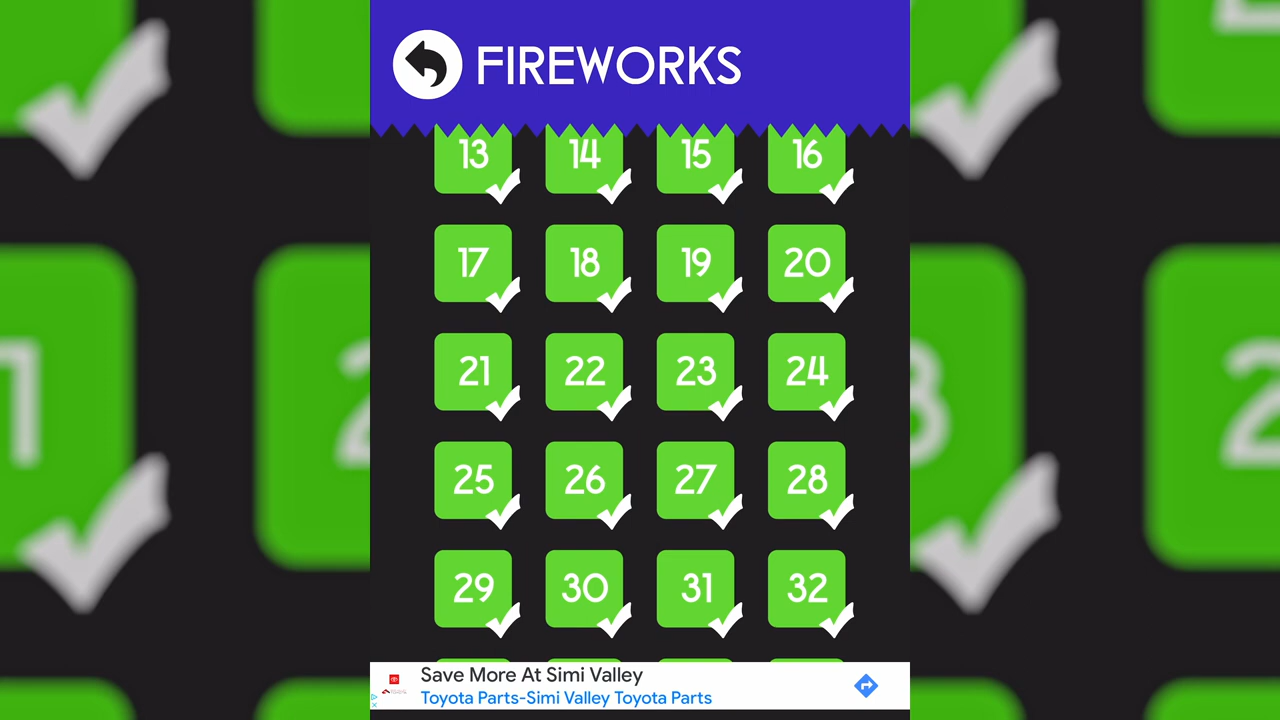 FIREWORKS
13 14 15 16
17 18 19 20
21 22 23 24
25 26 27 28
29 30 31 32
Save More At Simi Valley
Toyota Parts-Simi Valley Toyota Parts